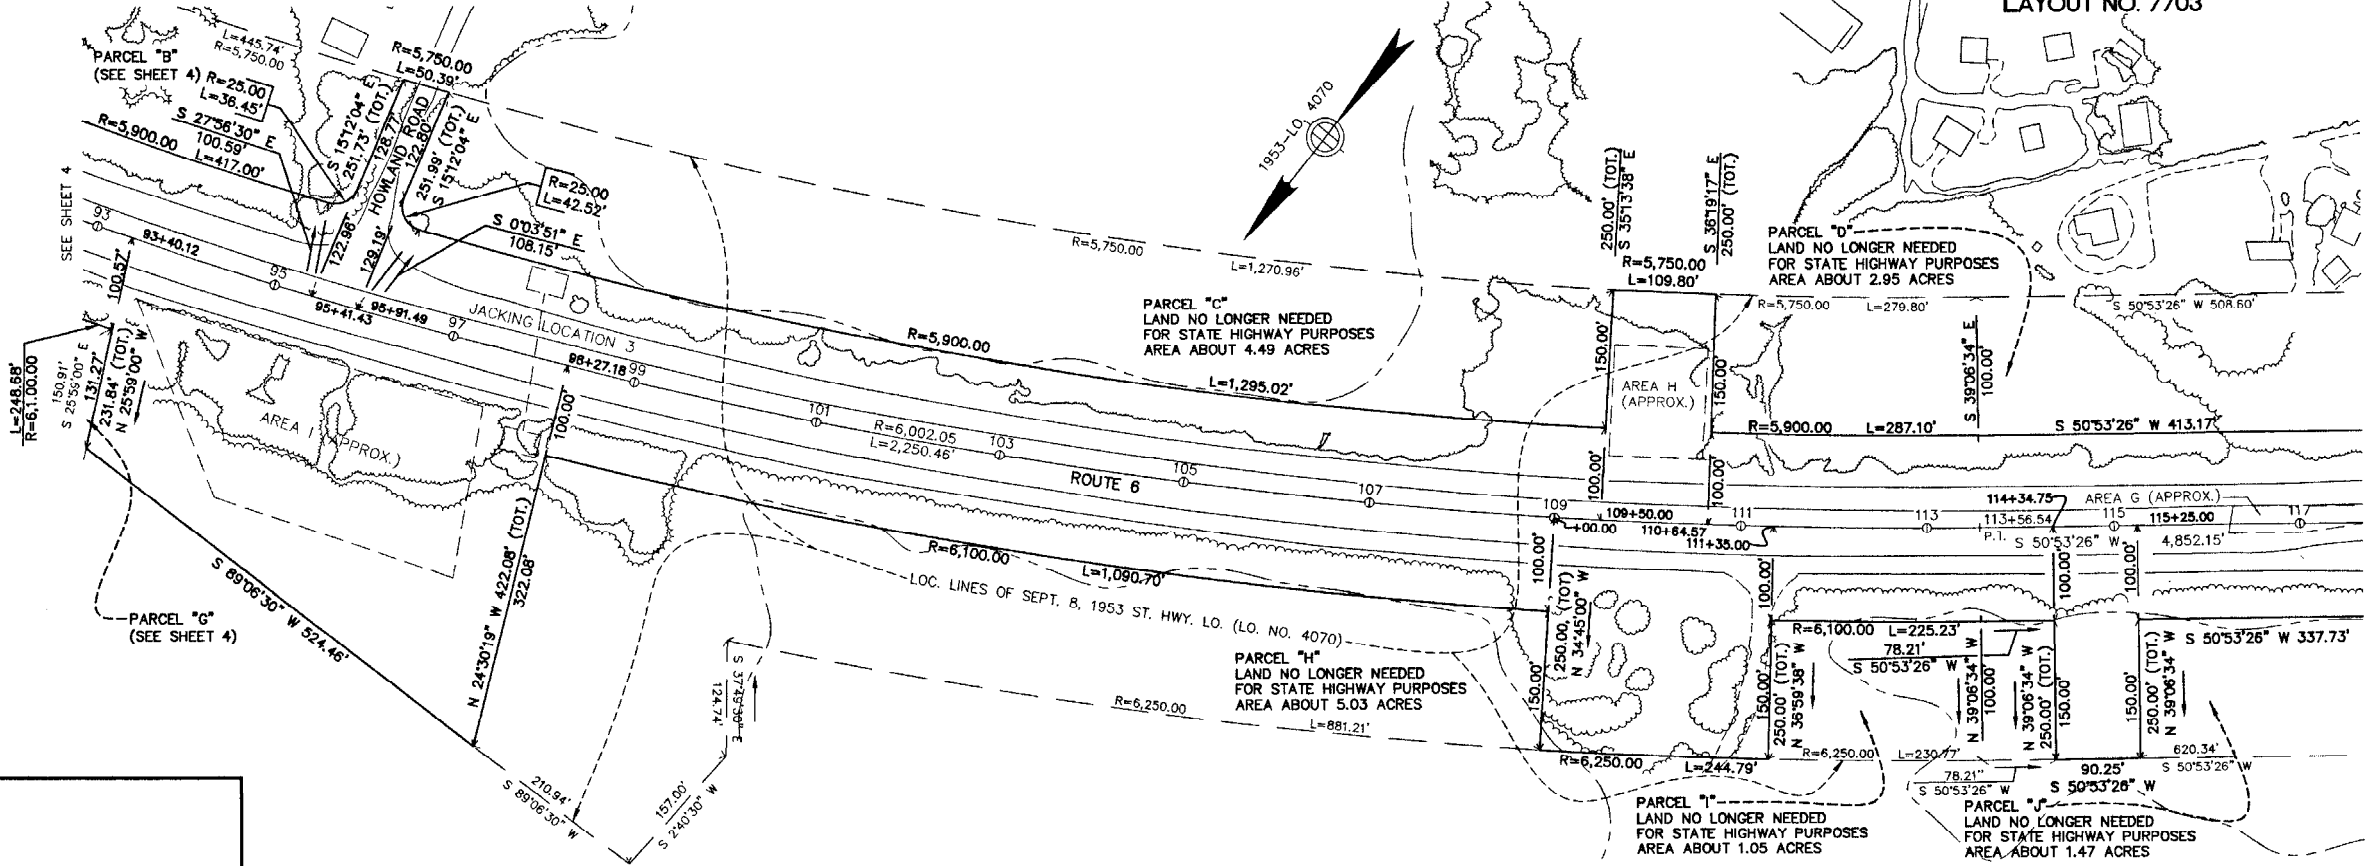 LAYOUT NO. 7703
L=445.74'
R=5,750.00
PARCEL "B"
(SEE SHEET 4)
R=25.00
L=36.45'
S 27°56'30" E
100.59'
R=5,900.00 L=417.00'
R=5,750.00
L=50.39'
S 15°12'04" E
251.73' (TOT.)
128.77'
HOWLAND ROAD
122.80'
251.99' (TOT.)
S 15°12'04" E
122.96'
129.19'
R=25.00
L=42.52'
S 0°03'51" E
108.15'
SEE SHEET 4
93
93+40.12
100.57'
95
95+41.43
95+91.49
97
JACKING LOCATION 3
98+27.18
99
100.00'
L=248.68'
R=6,100.00
150.91'
S 25°59'00" E
131.27'
231.84' (TOT.)
N 25°59'00" W
AREA I (APPROX.)
101
R=6,002.05
L=2,250.46'
103
ROUTE 6
105
107
109
+00.00
109+50.00
110+64.57
111
111+35.00
113
113+56.54
P.T.
114+34.75
115
AREA G (APPROX.)
115+25.00
117
S 50°53'26" W
4,852.15'
1953-LO. 4070
R=5,750.00
L=1,270.96'
PARCEL "C"
LAND NO LONGER NEEDED
FOR STATE HIGHWAY PURPOSES
AREA ABOUT 4.49 ACRES
R=5,900.00
L=1,295.02'
250.00' (TOT.)
S 35°13'38" E
S 36°19'17" E
250.00' (TOT.)
R=5,750.00
L=109.80'
150.00'
AREA H
(APPROX.)
150.00'
100.00'
100.00'
PARCEL "D"
LAND NO LONGER NEEDED
FOR STATE HIGHWAY PURPOSES
AREA ABOUT 2.95 ACRES
R=5,750.00 L=279.80'
S 50°53'26" W 508.60'
S 39°06'34" E
100.00'
R=5,900.00 L=287.10'
S 50°53'26" W 413.17'
S 89°06'30" W 524.46'
PARCEL "G"
(SEE SHEET 4)
N 24°30'19" W 422.08' (TOT.)
322.08'
R=6,100.00
L=1,090.70'
LOC. LINES OF SEPT. 8, 1953 ST. HWY. LO. (LO. NO. 4070)
S 37°49'30" E
124.74'
157.00'
S 2°40'30" W
210.94'
S 89°06'30" W
PARCEL "H"
LAND NO LONGER NEEDED
FOR STATE HIGHWAY PURPOSES
AREA ABOUT 5.03 ACRES
R=6,250.00
L=881.21'
100.00'
250.00' (TOT)
N 34°45'00" W
150.00'
R=6,250.00
L=244.79'
100.00'
150.00'
250.00' (TOT.)
N 36°59'38" W
R=6,100.00 L=225.23'
78.21'
S 50°53'26" W
N 39°06'34" W
100.00'
N 39°06'34" W
250.00' (TOT.)
100.00'
150.00'
100.00'
150.00'
250.00' (TOT.)
N 39°06'34" W
S 50°53'26" W 337.73'
R=6,250.00 L=230.77'
78.21'
S 50°53'26" W
90.25'
S 50°53'26" W
620.34'
S 50°53'26" W
PARCEL "I"
LAND NO LONGER NEEDED
FOR STATE HIGHWAY PURPOSES
AREA ABOUT 1.05 ACRES
PARCEL "J"
LAND NO LONGER NEEDED
FOR STATE HIGHWAY PURPOSES
AREA ABOUT 1.47 ACRES